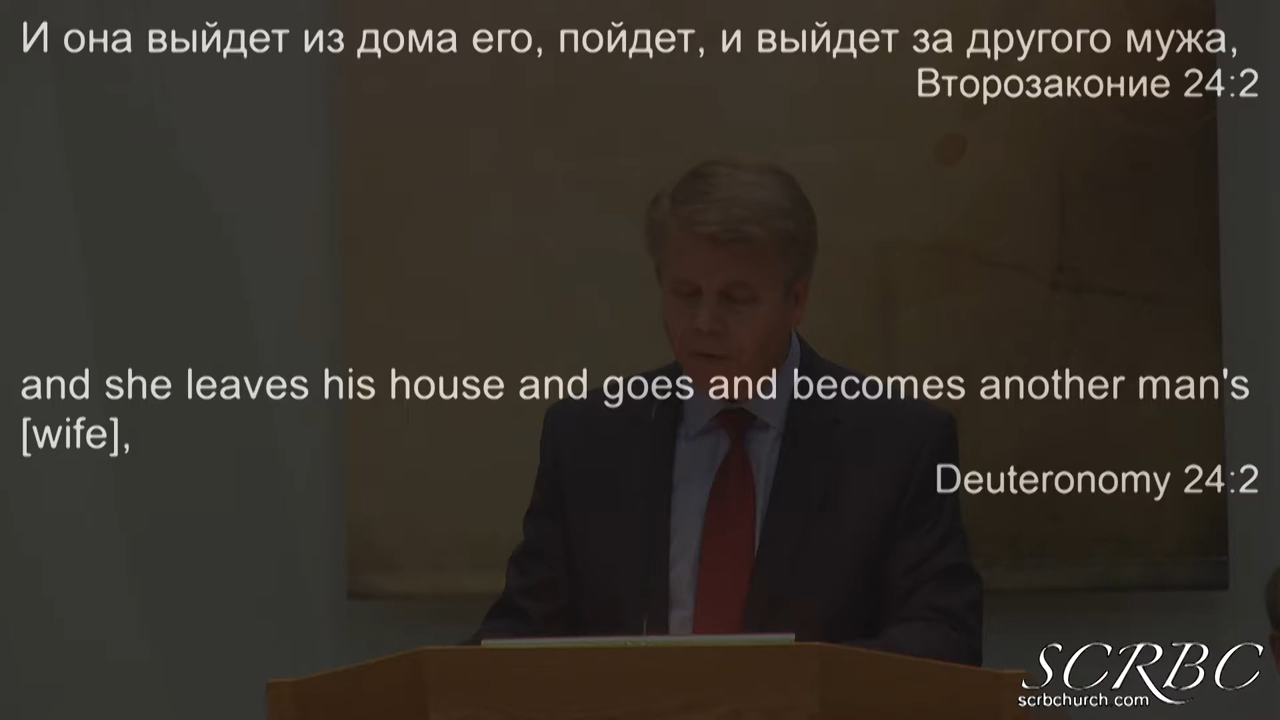 И она выйдет из дома его, пойдет, и выйдет за другого мужа,
Второзаконие 24:2
and she leaves his house and goes and becomes another man's
[wife],
Deuteronomy 24:2
SCRBC
scrbchurch com